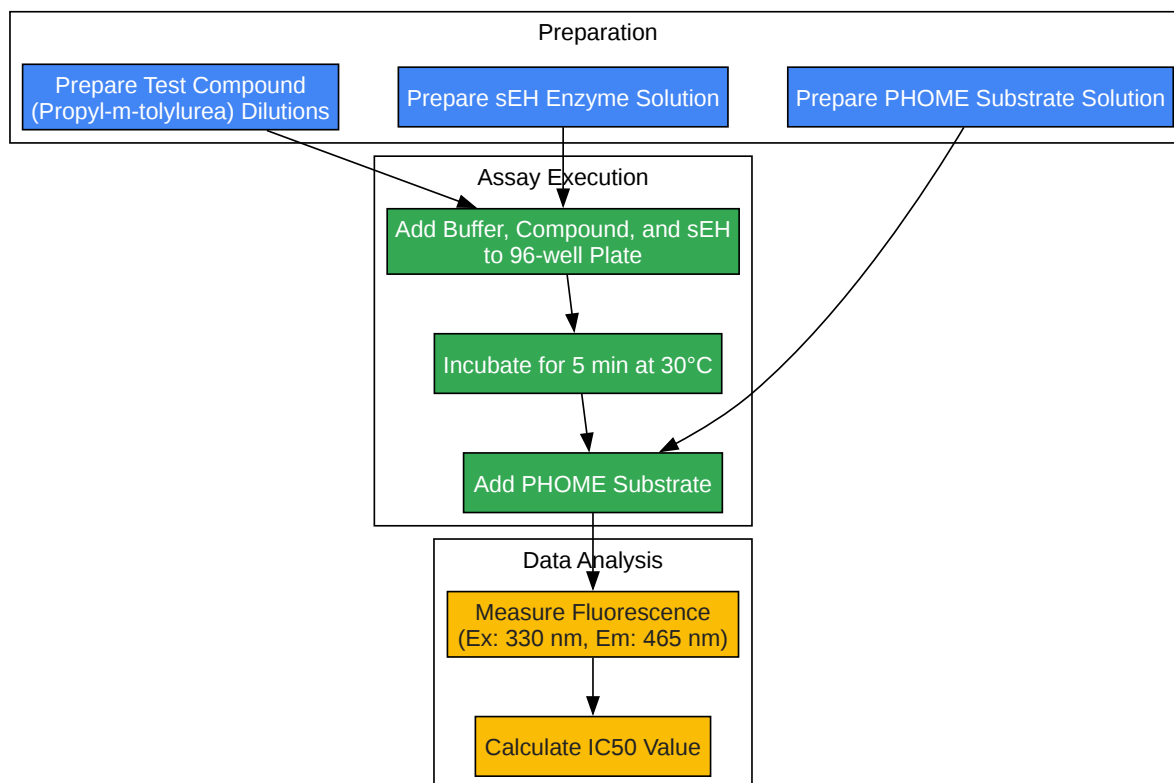 Preparation
Prepare Test Compound
(Propyl-m-tolylurea) Dilutions
Prepare sEH Enzyme Solution
Prepare PHOME Substrate Solution
Assay Execution
Add Buffer, Compound, and sEH
to 96-well Plate
Incubate for 5 min at 30°C
Add PHOME Substrate
Data Analysis
Measure Fluorescence
(Ex: 330 nm, Em: 465 nm)
Calculate IC50 Value